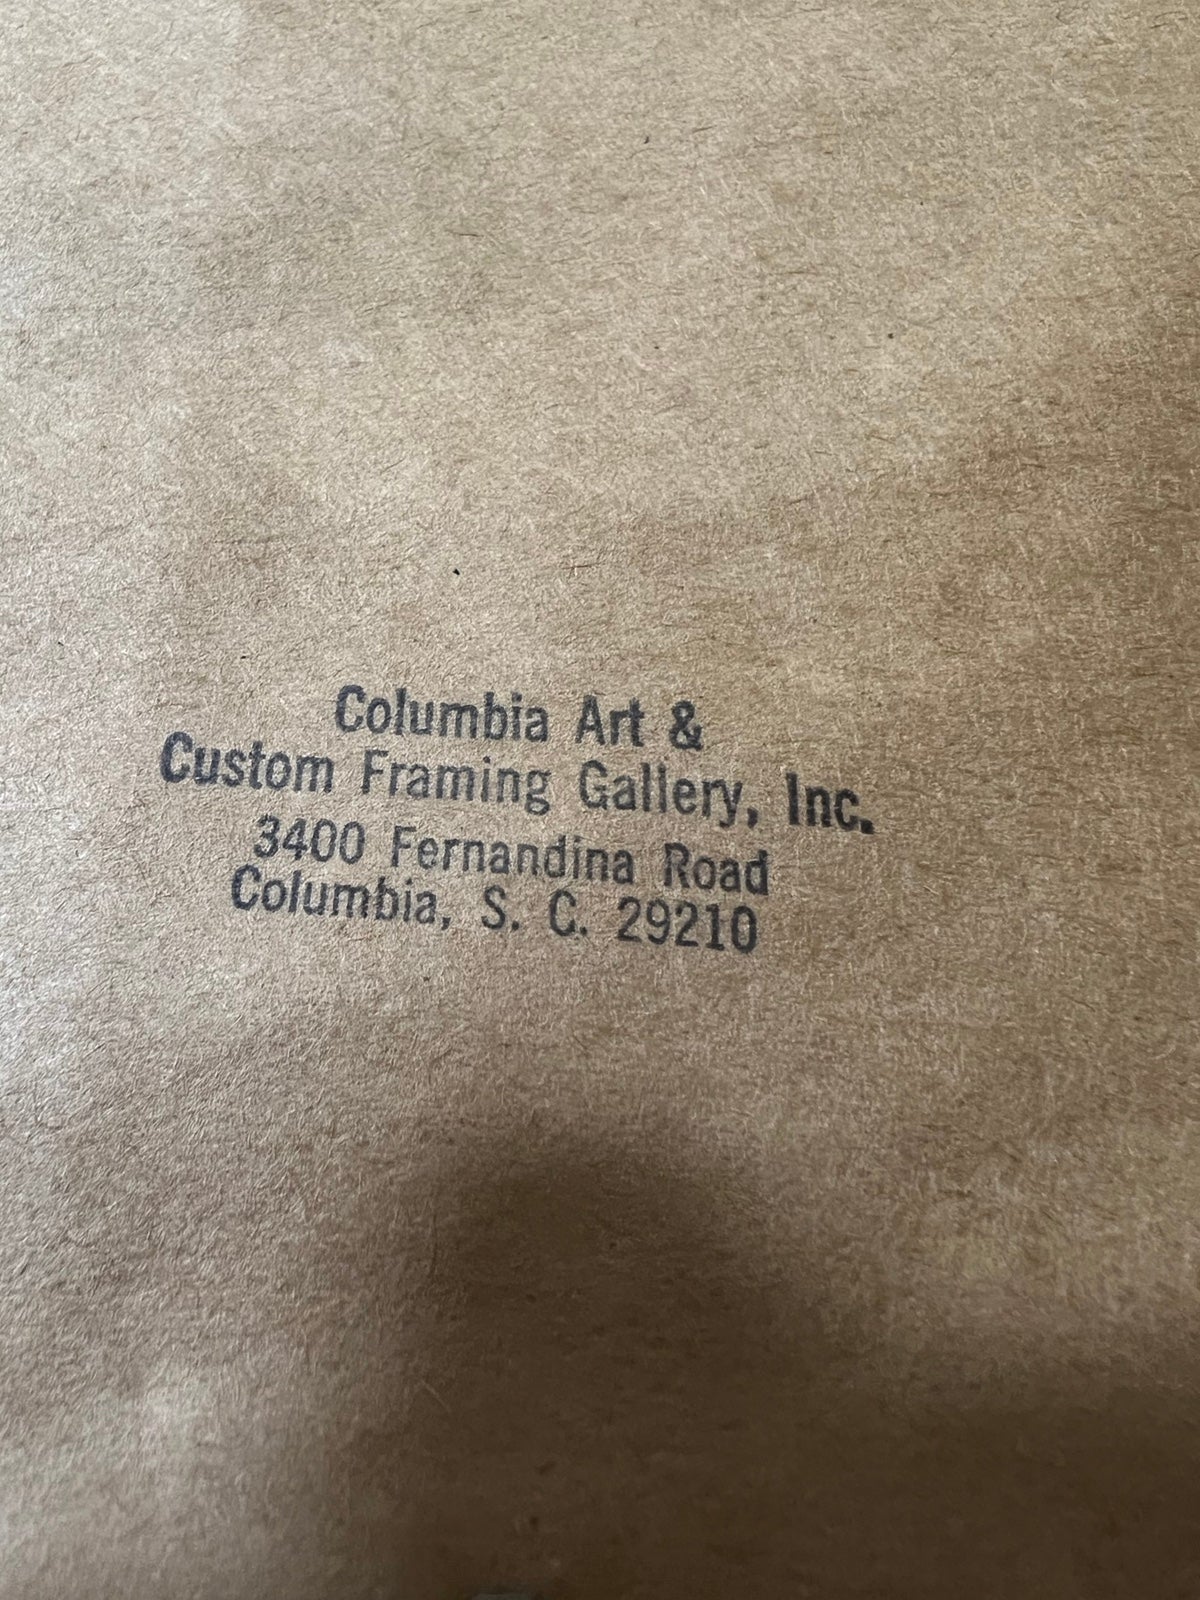 Columbia Art &
Custom Framing Gallery, Inc.
3400 Fernandina Road
Columbia, S. C. 29210